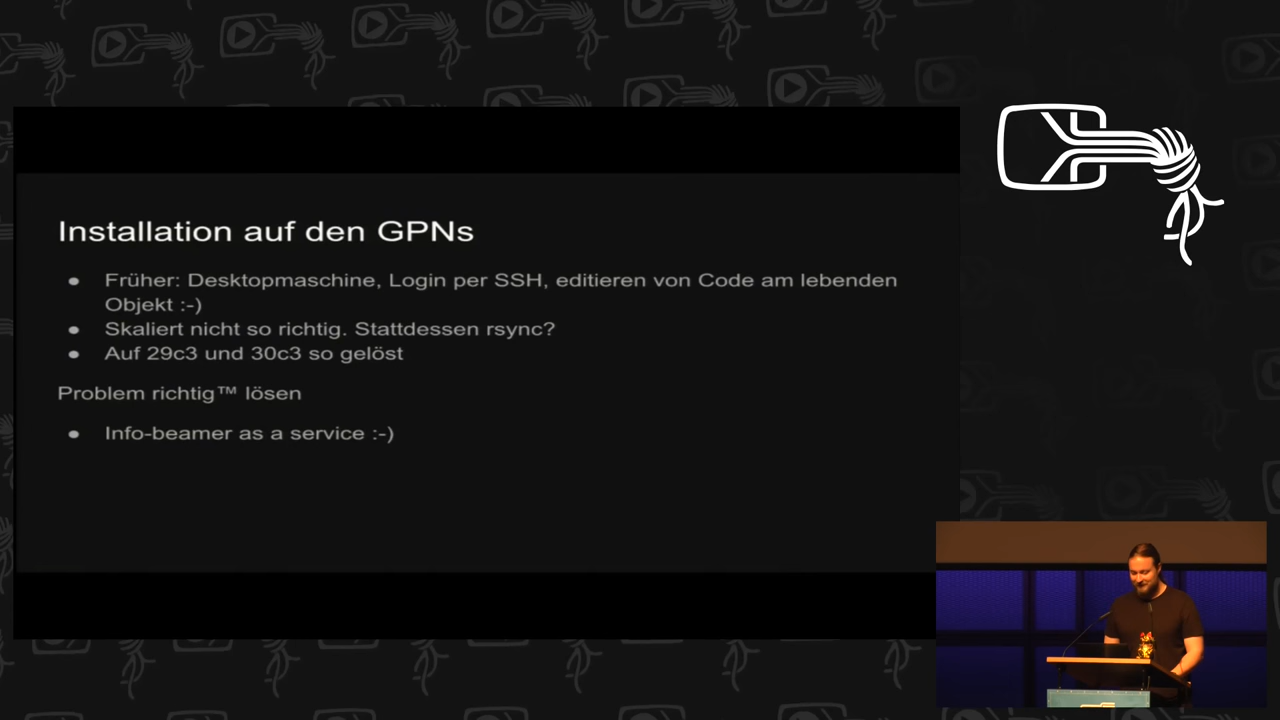 Installation auf den GPNs
● Früher: Desktopmaschine, Login per SSH, editieren von Code am lebenden
Objekt :-)
● Skaliert nicht so richtig. Stattdessen rsync?
● Auf 29c3 und 30c3 so gelöst
Problem richtig™ lösen
● Info-beamer as a service :-)